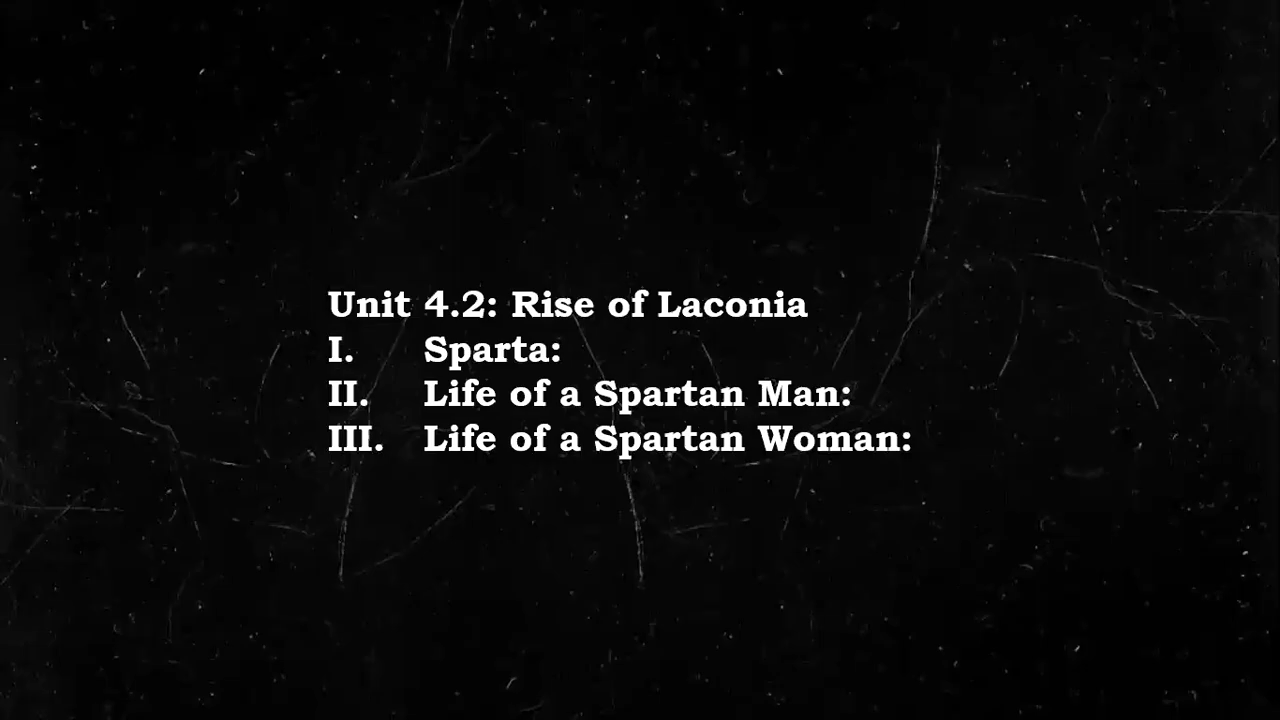 Unit 4.2: Rise of Laconia
I. Sparta:
II. Life of a Spartan Man:
III. Life of a Spartan Woman: